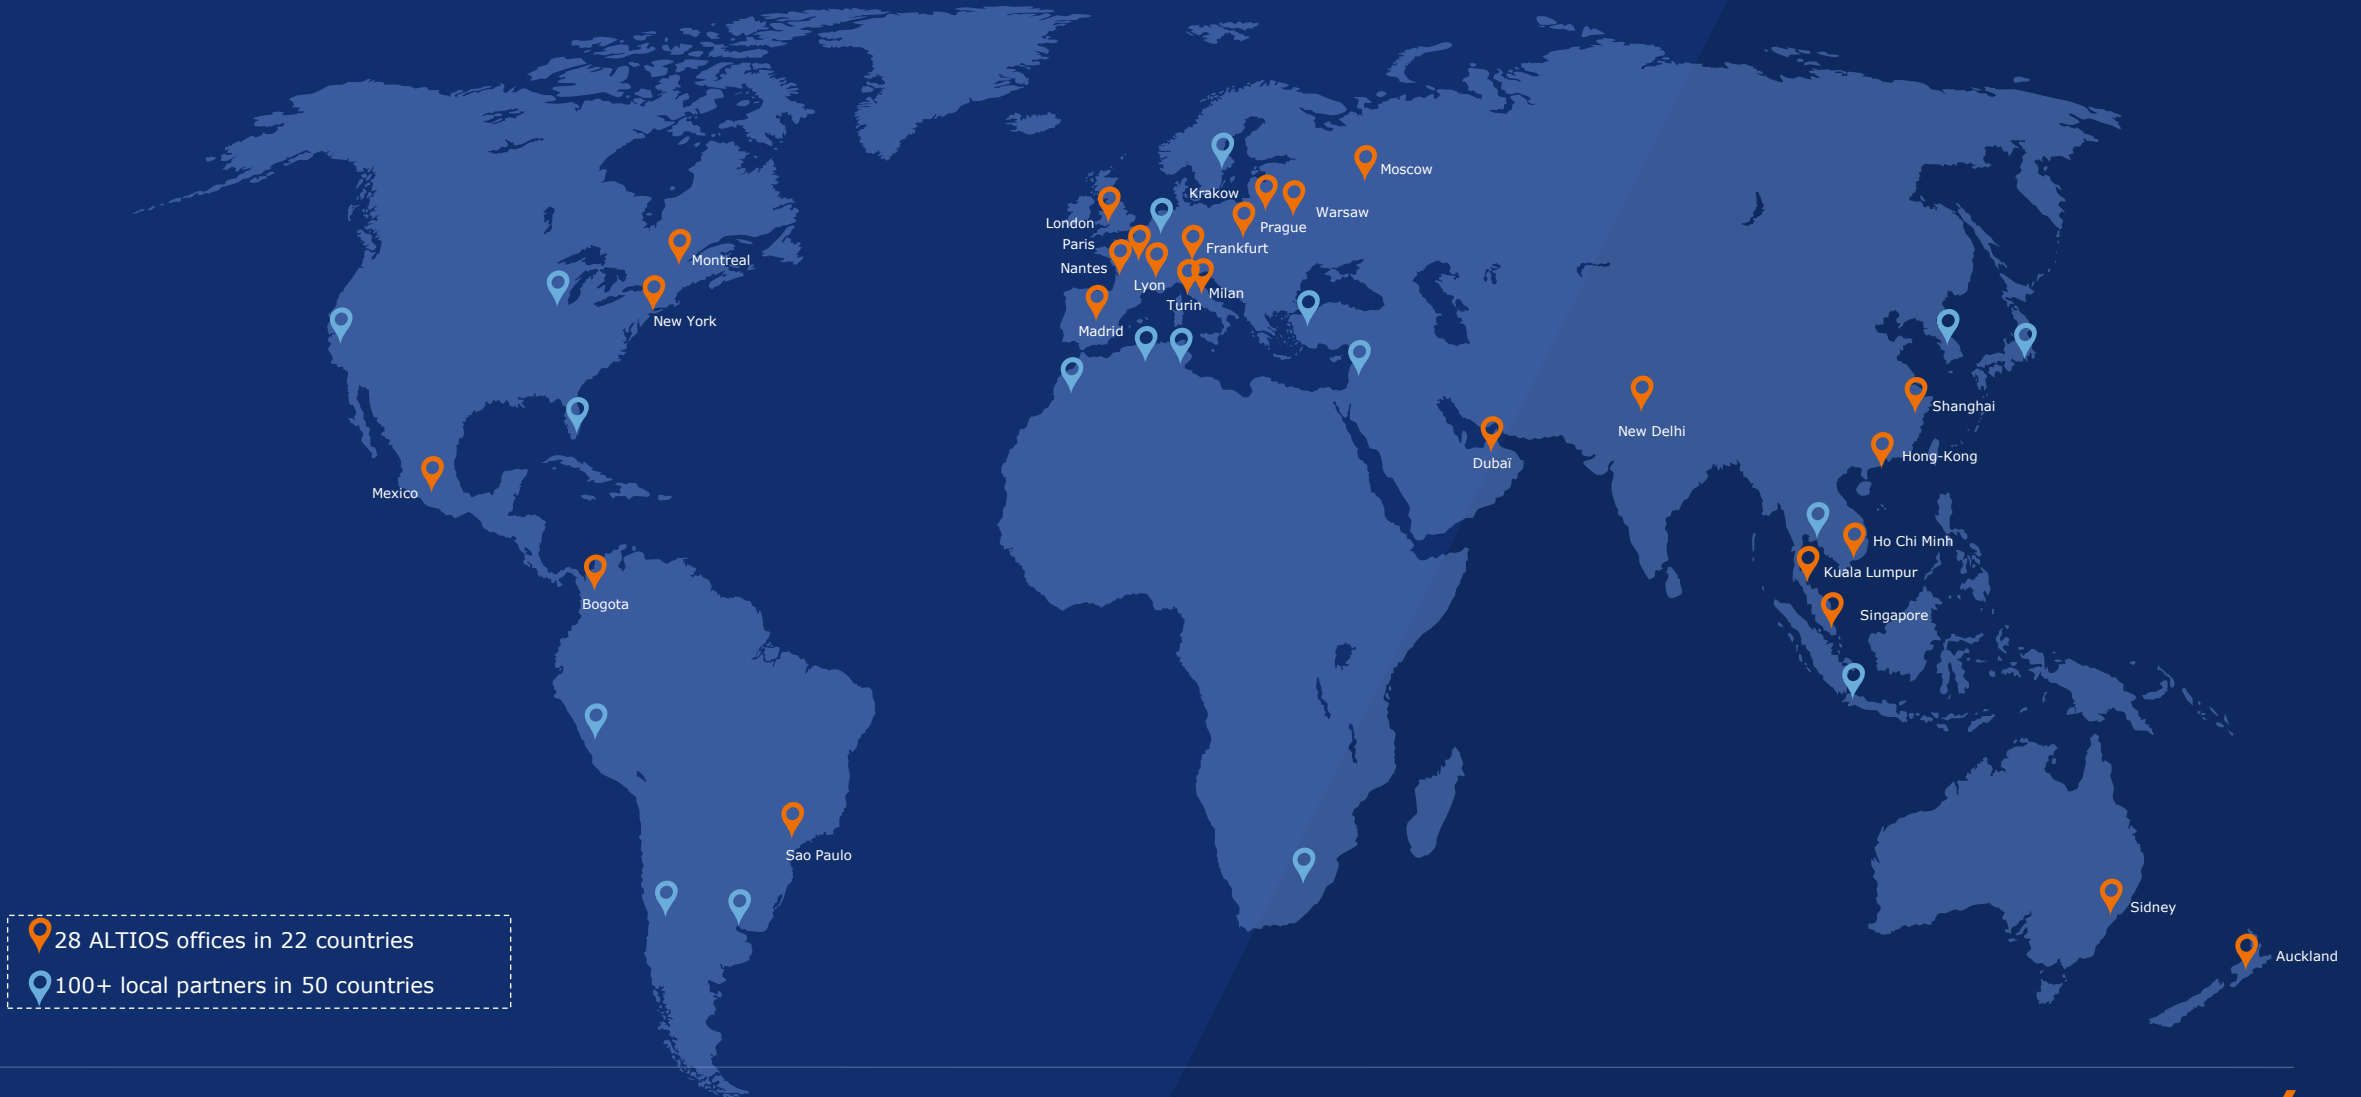 Moscow
Krakow
Warsaw
London
Prague
Paris
Frankfurt
Montreal
Nantes
Lyon
Milan
Turin
New York
Madrid
Shanghai
New Delhi
Hong-Kong
Dubaï
Mexico
Ho Chi Minh
Kuala Lumpur
Bogota
Singapore
Sao Paulo
Sidney
28 ALTIOS offices in 22 countries
Auckland
100+ local partners in 50 countries